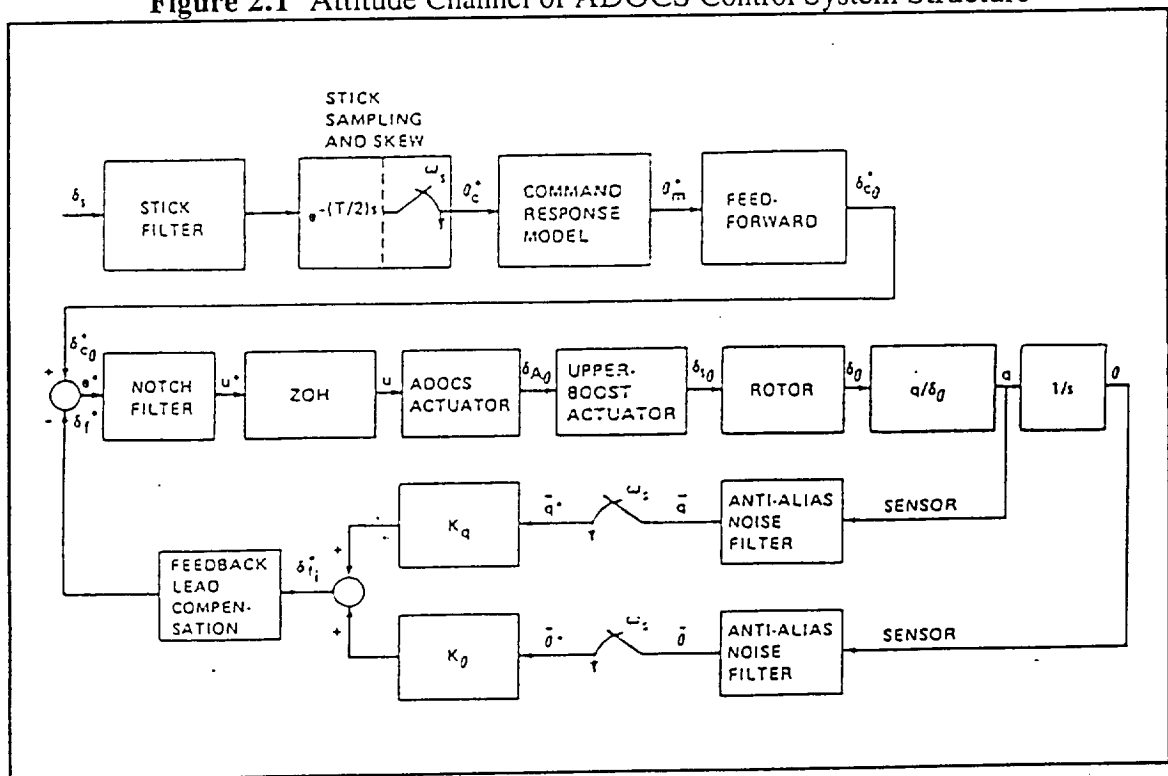 Figure 2.1 Attitude Channel of ADOCS Control System Structure
STICK
SAMPLING
AND SKEW
δs
STICK
FILTER
e-(T/2)s
ωs
T
θc*
COMMAND
RESPONSE
MODEL
θm*
FEED-
FORWARD
δcθ*
δcθ*
+
-
e*
δf*
NOTCH
FILTER
u*
ZOH
u
ADOCS
ACTUATOR
δAθ
UPPER-
BOOST
ACTUATOR
δsθ
ROTOR
δθ
q/δθ
q
1/s
θ
FEEDBACK
LEAD
COMPEN-
SATION
δfi*
+
+
Kq
q̄*
ωs
T
q̄
ANTI-ALIAS
NOISE
FILTER
SENSOR
Kθ
θ̄*
ωs
T
θ̄
ANTI-ALIAS
NOISE
FILTER
SENSOR